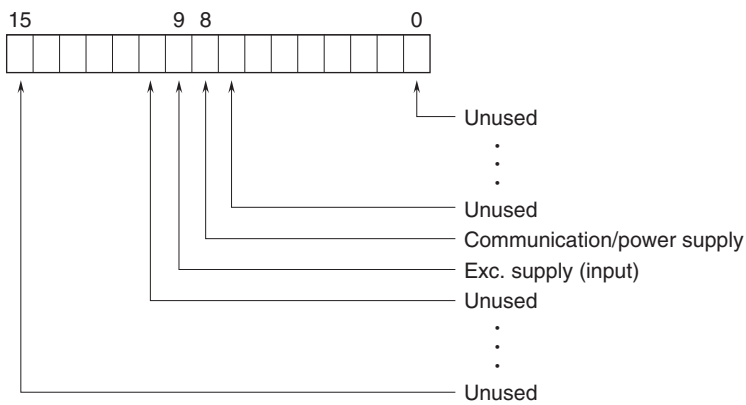 15 9 8 0
Unused
Unused
Communication/power supply
Exc. supply (input)
Unused
Unused